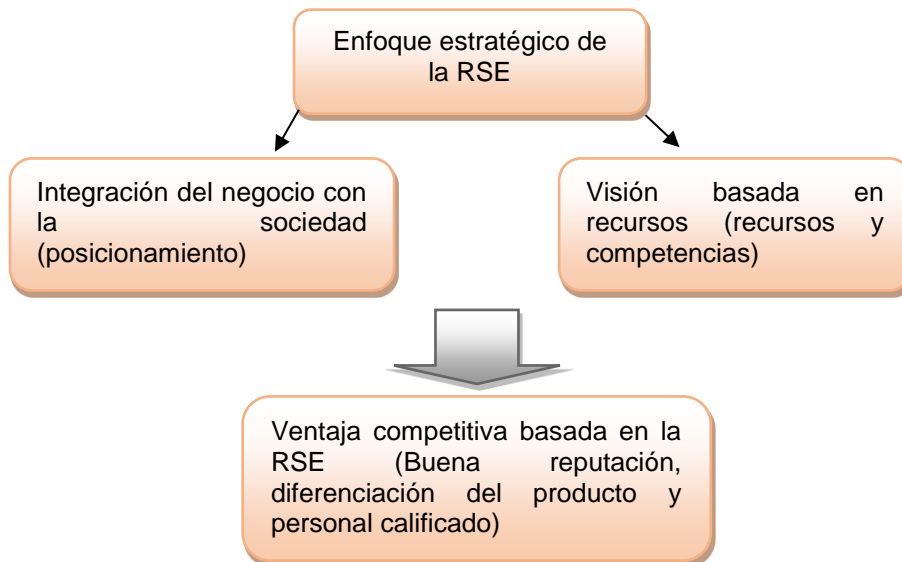 Enfoque estratégico de
la RSE
Integración del negocio con
la sociedad
(posicionamiento)
Visión basada en
recursos (recursos y
competencias)
Ventaja competitiva basada en la
RSE (Buena reputación,
diferenciación del producto y
personal calificado)